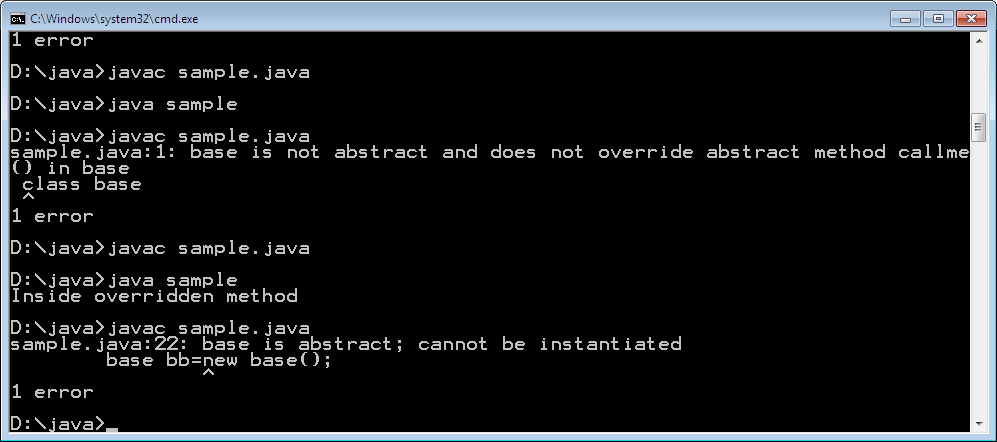 C:\Windows\system32\cmd.exe
1 error
D:\java>javac sample.java
D:\java>java sample
D:\java>javac sample.java
sample.java:1: base is not abstract and does not override abstract method callme
() in base
 class base
 ^
1 error
D:\java>javac sample.java
D:\java>java sample
Inside overridden method
D:\java>javac sample.java
sample.java:22: base is abstract; cannot be instantiated
        base bb=new base();
                ^
1 error
D:\java>_